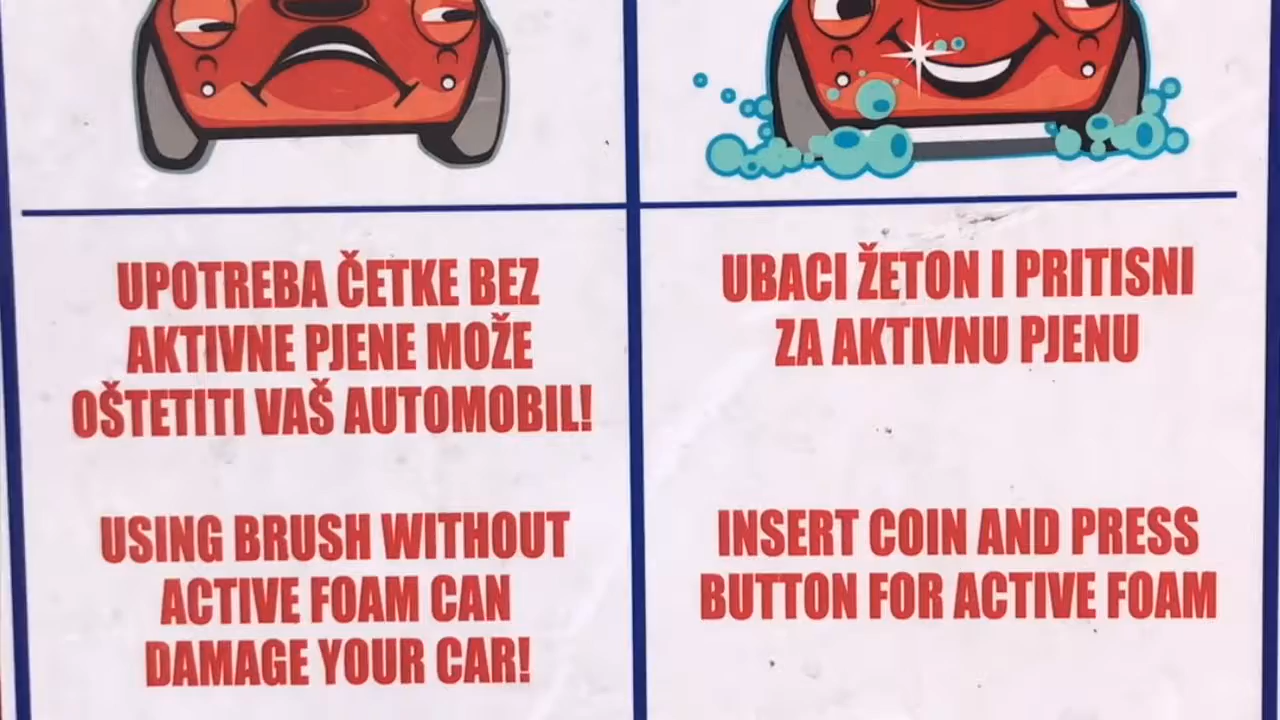 UPOTREBA ČETKE BEZ
AKTIVNE PJENE MOŽE
OŠTETITI VAŠ AUTOMOBIL!
USING BRUSH WITHOUT
ACTIVE FOAM CAN
DAMAGE YOUR CAR!
UBACI ŽETON I PRITISNI
ZA AKTIVNU PJENU
INSERT COIN AND PRESS
BUTTON FOR ACTIVE FOAM